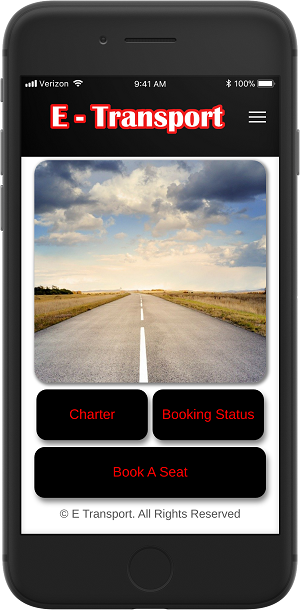 Verizon 9:41 AM 100%
E - Transport
Charter Booking Status
Book A Seat
© E Transport. All Rights Reserved